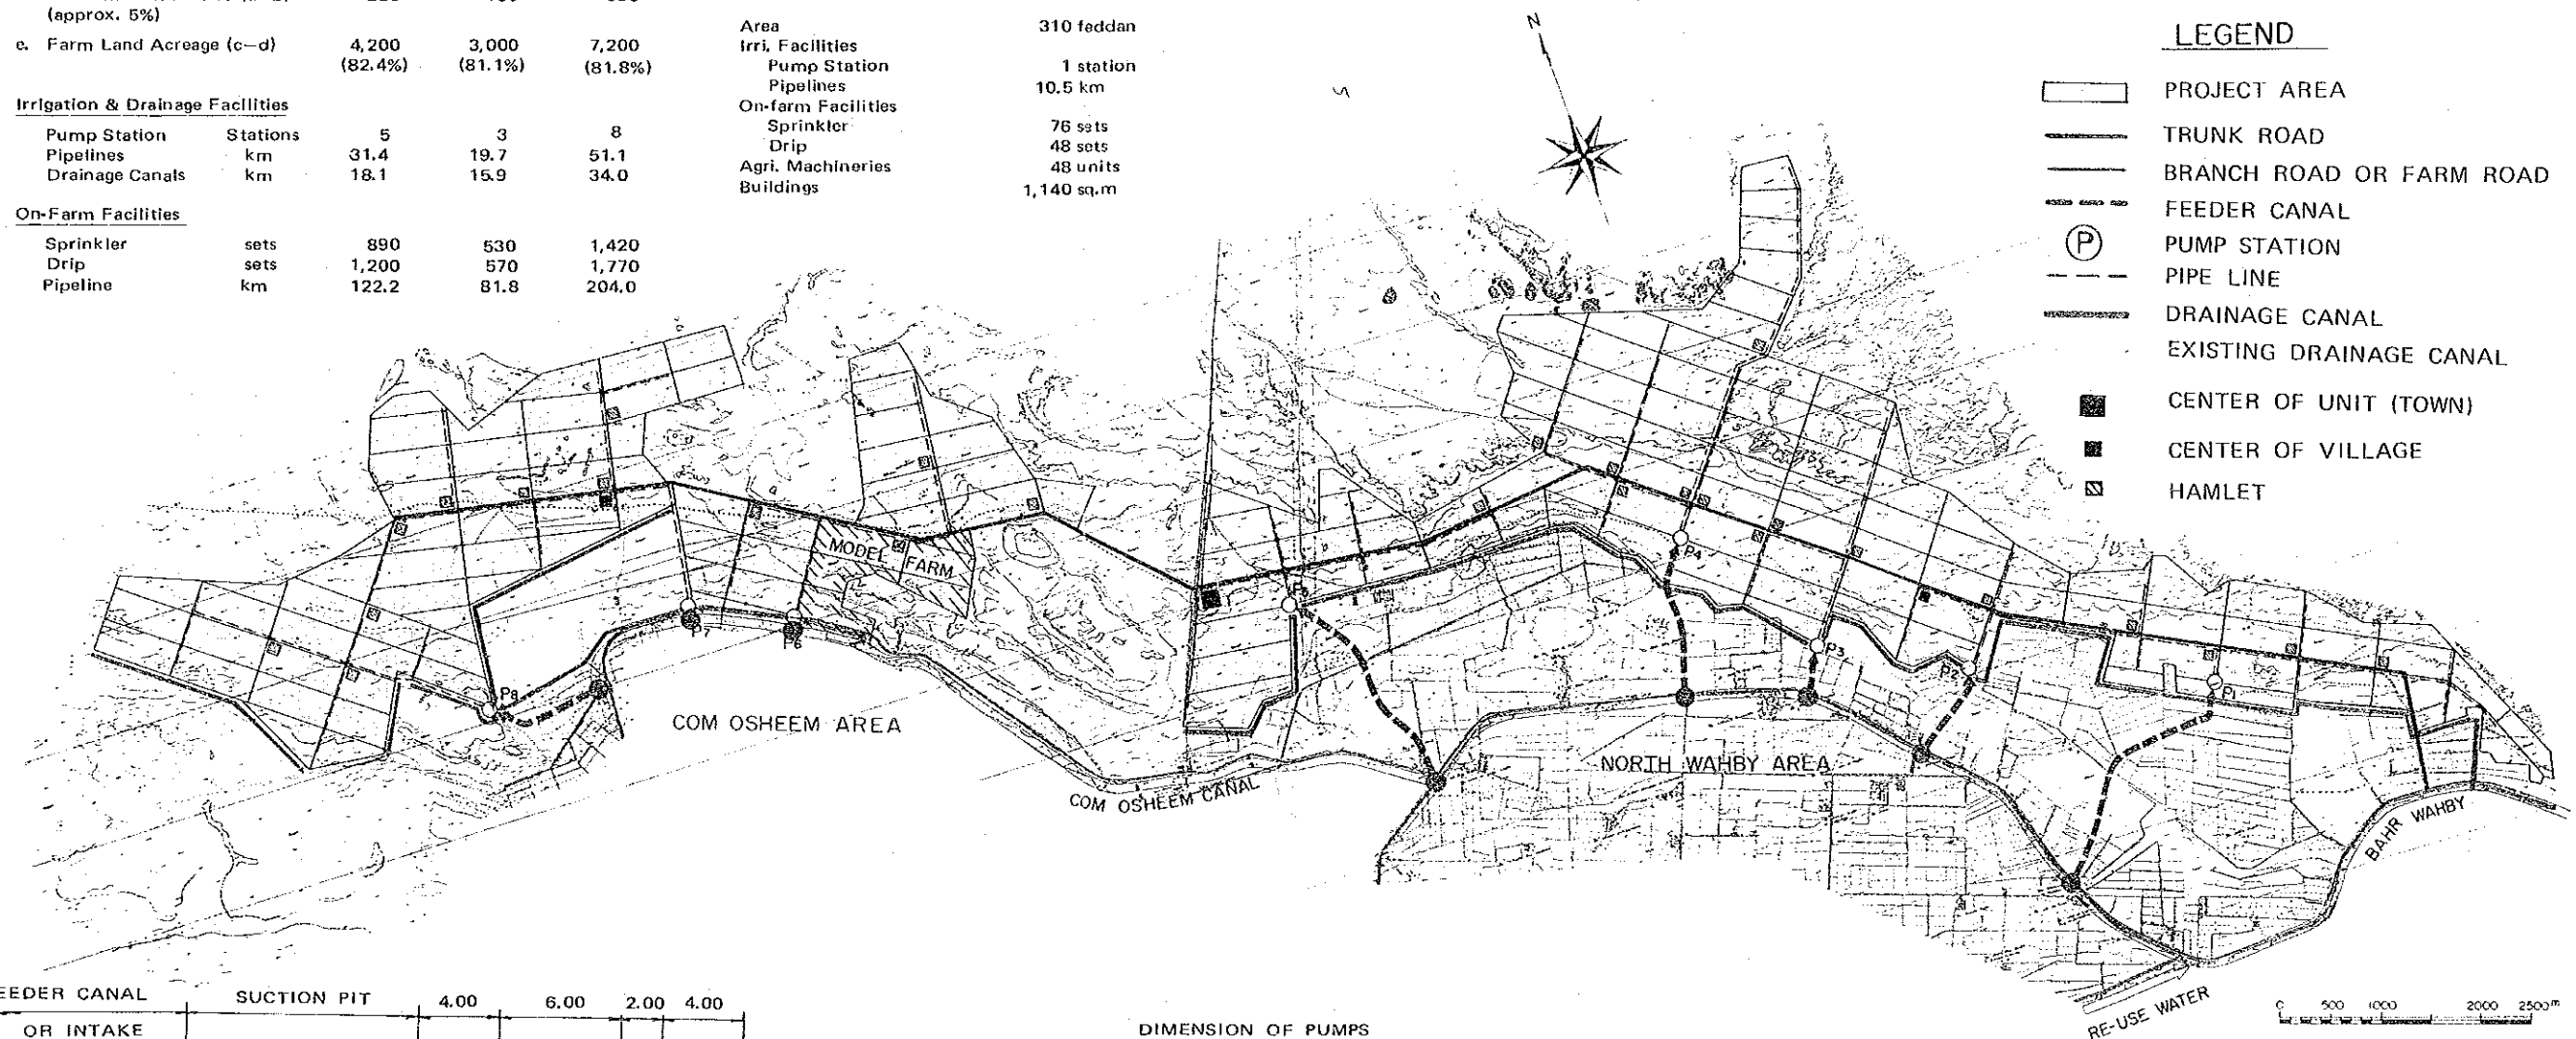 (approx. 5%)
e. Farm Land Acreage (c-d) 4,200 3,000 7,200
(82.4%) (81.1%) (81.8%)
Irrigation & Drainage Facilities
Pump Station Stations 5 3 8
Pipelines km 31.4 19.7 51.1
Drainage Canals km 18.1 15.9 34.0
On-Farm Facilities
Sprinkler sets 890 530 1,420
Drip sets 1,200 570 1,770
Pipeline km 122.2 81.8 204.0
Area 310 feddan
Irri. Facilities
Pump Station 1 station
Pipelines 10.5 km
On-farm Facilities
Sprinkler 76 sets
Drip 48 sets
Agri. Machineries 48 units
Buildings 1,140 sq.m
N
LEGEND
PROJECT AREA
TRUNK ROAD
BRANCH ROAD OR FARM ROAD
FEEDER CANAL
P PUMP STATION
PIPE LINE
DRAINAGE CANAL
EXISTING DRAINAGE CANAL
CENTER OF UNIT (TOWN)
CENTER OF VILLAGE
HAMLET
MODEL FARM
P4
P7
P6
P3
P2
P1
P8
COM OSHEEM AREA
NORTH WAHBY AREA
COM OSHEEM CANAL
BAHR WAHBY
RE-USE WATER
0 500 1000 2000 2500m
EEDER CANAL SUCTION PIT 4.00 6.00 2.00 4.00
OR INTAKE
DIMENSION OF PUMPS